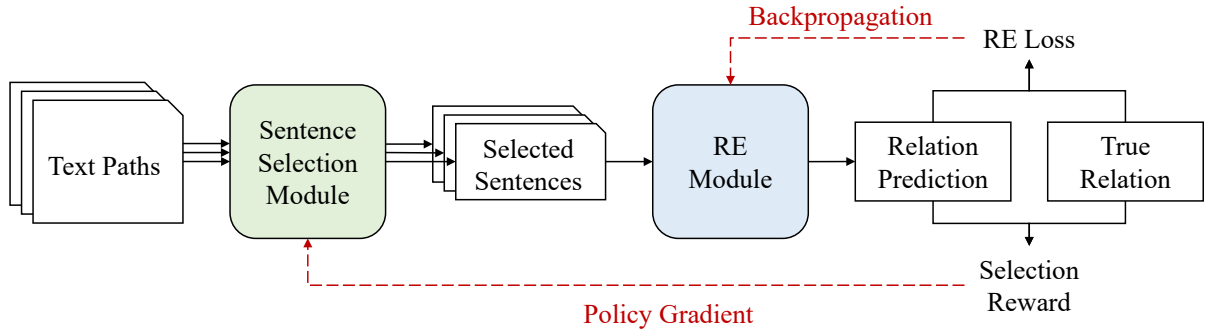 Backpropagation
RE Loss
Text Paths
Sentence
Selection
Module
Selected
Sentences
RE
Module
Relation
Prediction
True
Relation
Selection
Reward
Policy Gradient